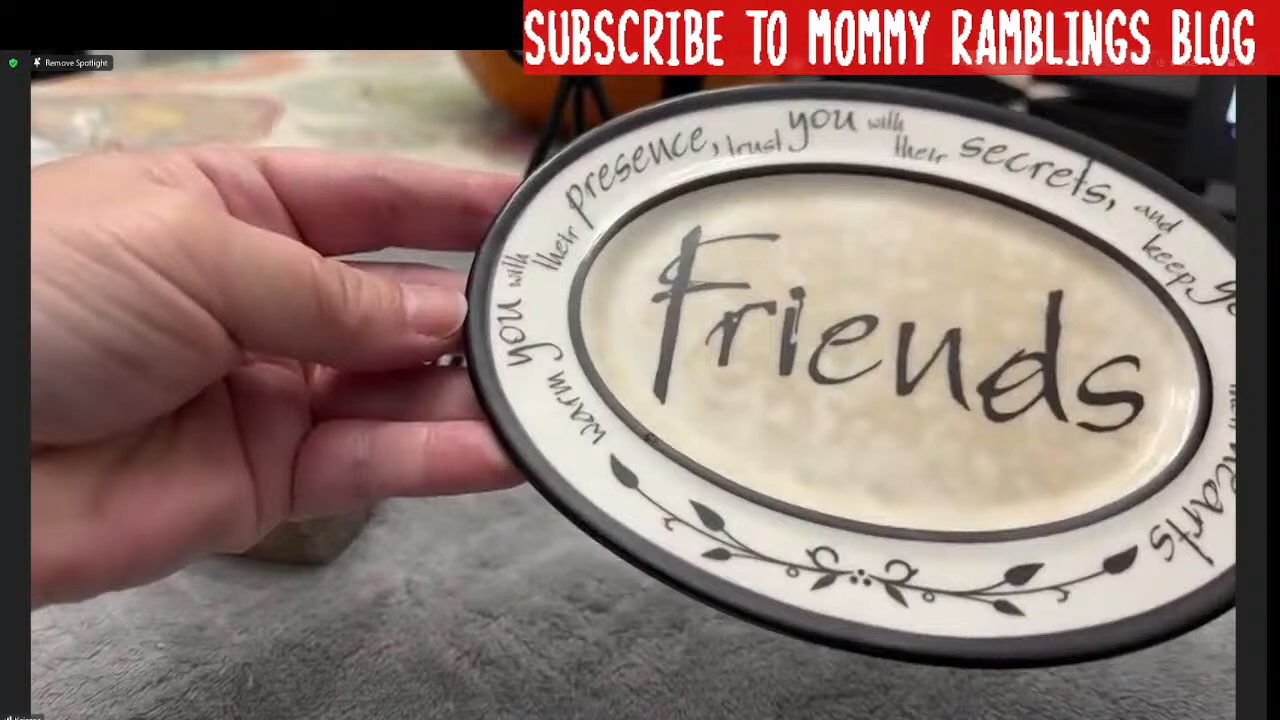 SUBSCRIBE TO MOMMY RAMBLINGS BLOG
Remove Spotlight
warm you with their presence, trust you with their secrets, and keep
hearts
Friends